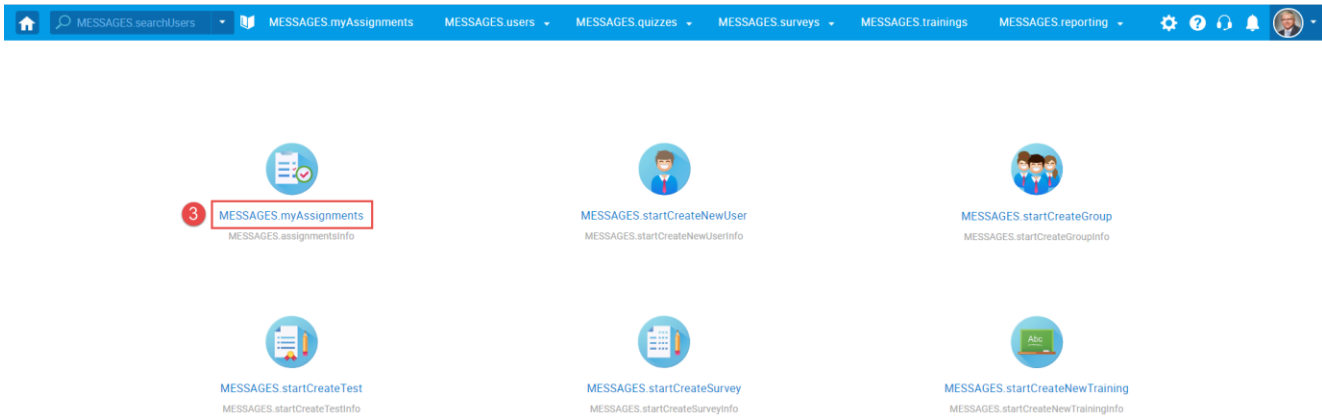 MESSAGES.searchUsers MESSAGES.myAssignments MESSAGES.users MESSAGES.quizzes MESSAGES.surveys MESSAGES.trainings MESSAGES.reporting
3 MESSAGES.myAssignments
MESSAGES.assignmentsInfo
MESSAGES.startCreateNewUser
MESSAGES.startCreateNewUserInfo
MESSAGES.startCreateGroup
MESSAGES.startCreateGroupInfo
MESSAGES.startCreateTest
MESSAGES.startCreateTestInfo
MESSAGES.startCreateSurvey
MESSAGES.startCreateSurveyInfo
Abc
MESSAGES.startCreateNewTraining
MESSAGES.startCreateNewTrainingInfo